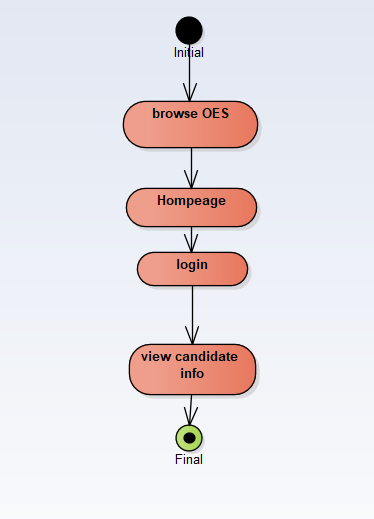 Initial
browse OES
Hompeage
login
view candidate
info
Final